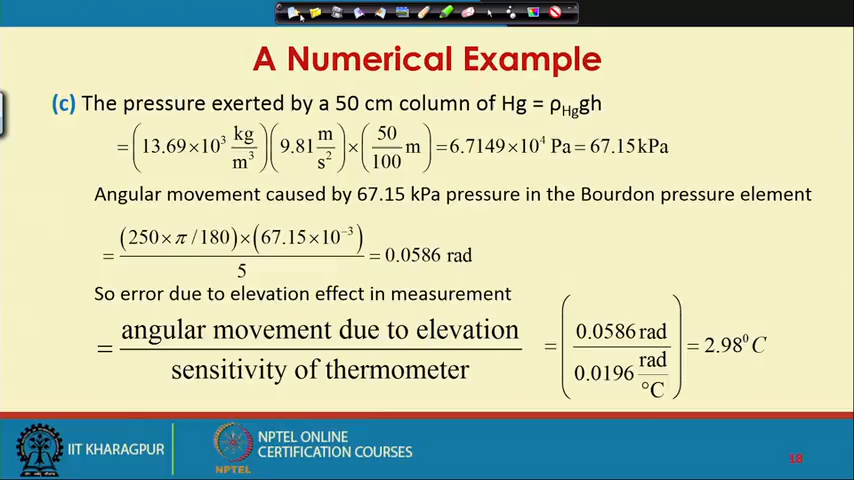 A Numerical Example
(c) The pressure exerted by a 50 cm column of Hg = ρ_Hg gh
= (13.69×10³ kg/m³)(9.81 m/s²)×(50/100 m) = 6.7149×10⁴ Pa = 67.15 kPa
Angular movement caused by 67.15 kPa pressure in the Bourdon pressure element
= (250×π/180)×(67.15×10⁻³)/5 = 0.0586 rad
So error due to elevation effect in measurement
= angular movement due to elevation / sensitivity of thermometer = (0.0586 rad / 0.0196 rad/°C) = 2.98⁰C
IIT KHARAGPUR
NPTEL
NPTEL ONLINE
CERTIFICATION COURSES
18